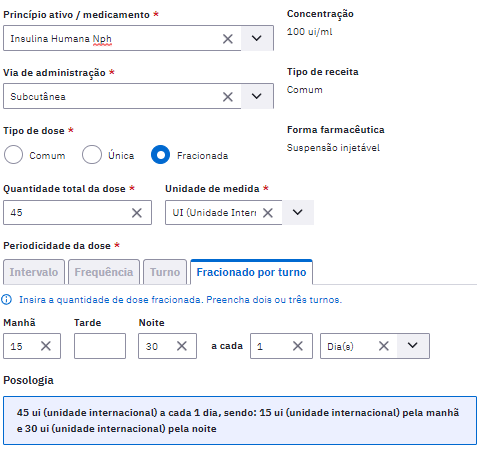 Princípio ativo / medicamento *
Insulina Humana Nph
Concentração
100 ui/ml
Via de administração *
Subcutânea
Tipo de receita
Comum
Tipo de dose *
Comum
Única
Fracionada
Forma farmacêutica
Suspensão injetável
Quantidade total da dose *
45
Unidade de medida *
UI (Unidade Inter
Periodicidade da dose *
Intervalo
Frequência
Turno
Fracionado por turno
Insira a quantidade de dose fracionada. Preencha dois ou três turnos.
Manhã
Tarde
Noite
15
30
a cada
1
Dia(s)
Posologia
45 ui (unidade internacional) a cada 1 dia, sendo: 15 ui (unidade internacional) pela manhã
e 30 ui (unidade internacional) pela noite